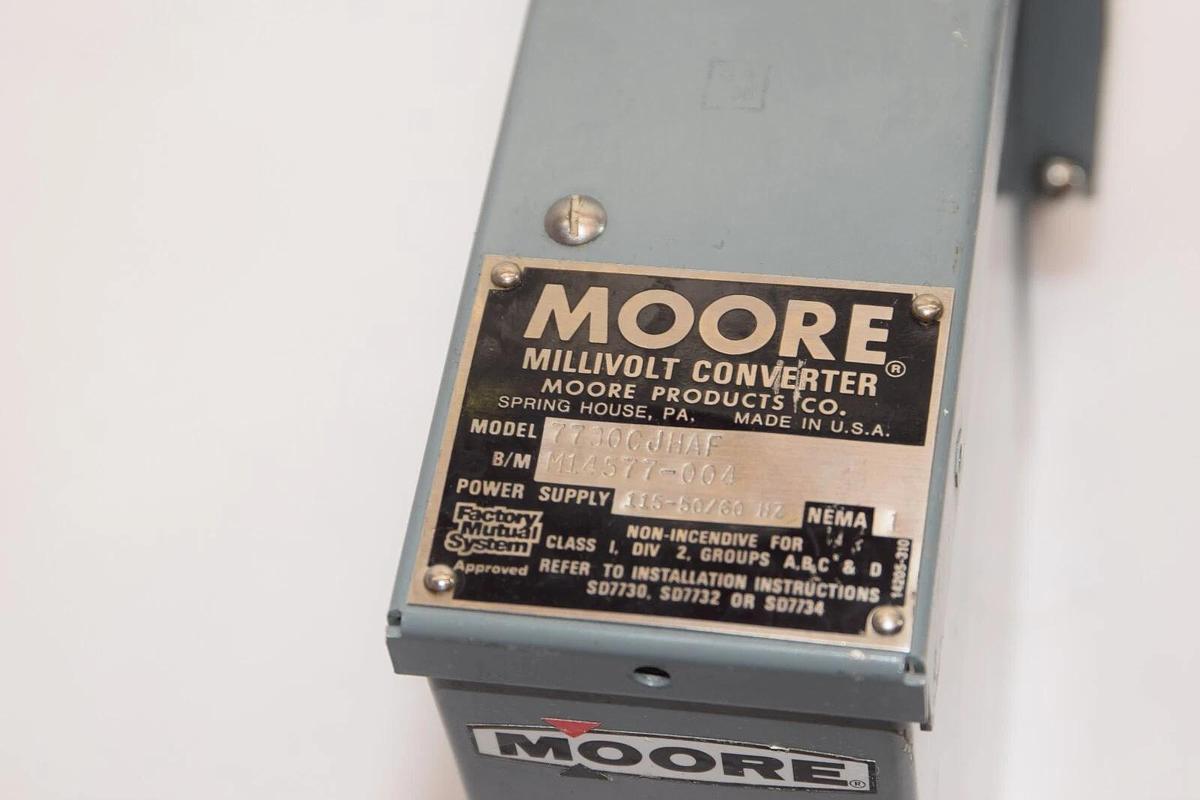 MOORE®
MILLIVOLT CONVERTER
MOORE PRODUCTS CO.
SPRING HOUSE, PA. MADE IN U.S.A.
MODEL 7730CJHAF
B/M M14577-004
POWER SUPPLY 115-50/60 HZ NEMA 1
Factory Mutual System Approved
NON-INCENDIVE FOR
CLASS I, DIV 2, GROUPS A,B,C & D
REFER TO INSTALLATION INSTRUCTIONS
SD7730, SD7732 OR SD7734
14205-310
MOORE®